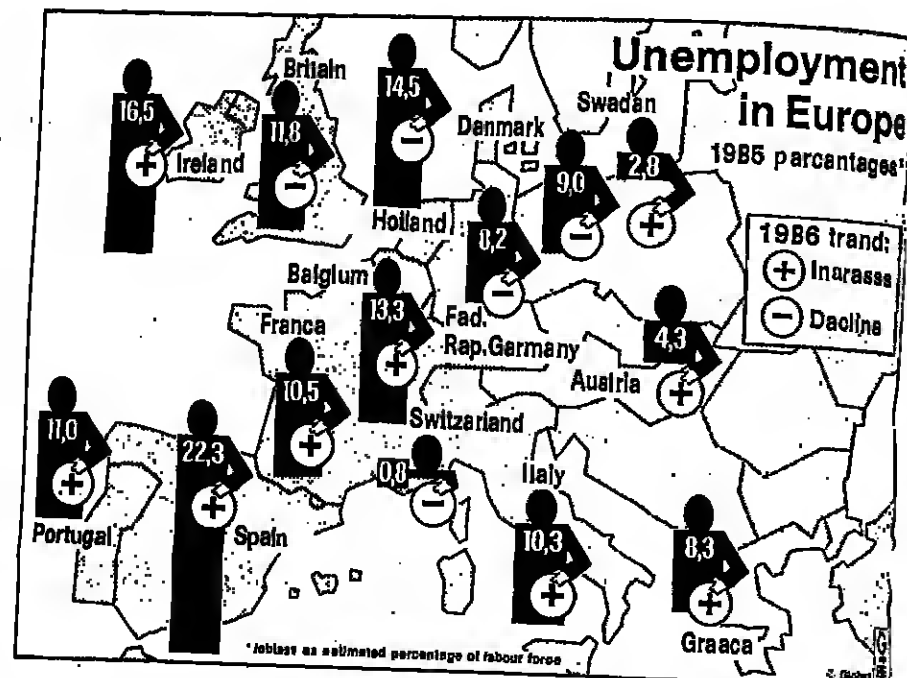 Unemployment
in Europe
1985 parcantages*
1986 trand:
+ Inarasss
− Daclina
Britain
11,8
−
16,5
+
Ireland
14,5
−
Holland
Danmark
9,0
−
Swadan
2,8
+
8,2
−
Fad.
Rap.Garmany
Balglum
13,3
+
Franca
10,5
+
Switzarland
0,8
−
Austria
4,3
+
11,0
+
Portugal
22,3
+
Spain
Italy
10,3
+
8,3
+
Graaca
* Jobless as estimated percentage of labour force